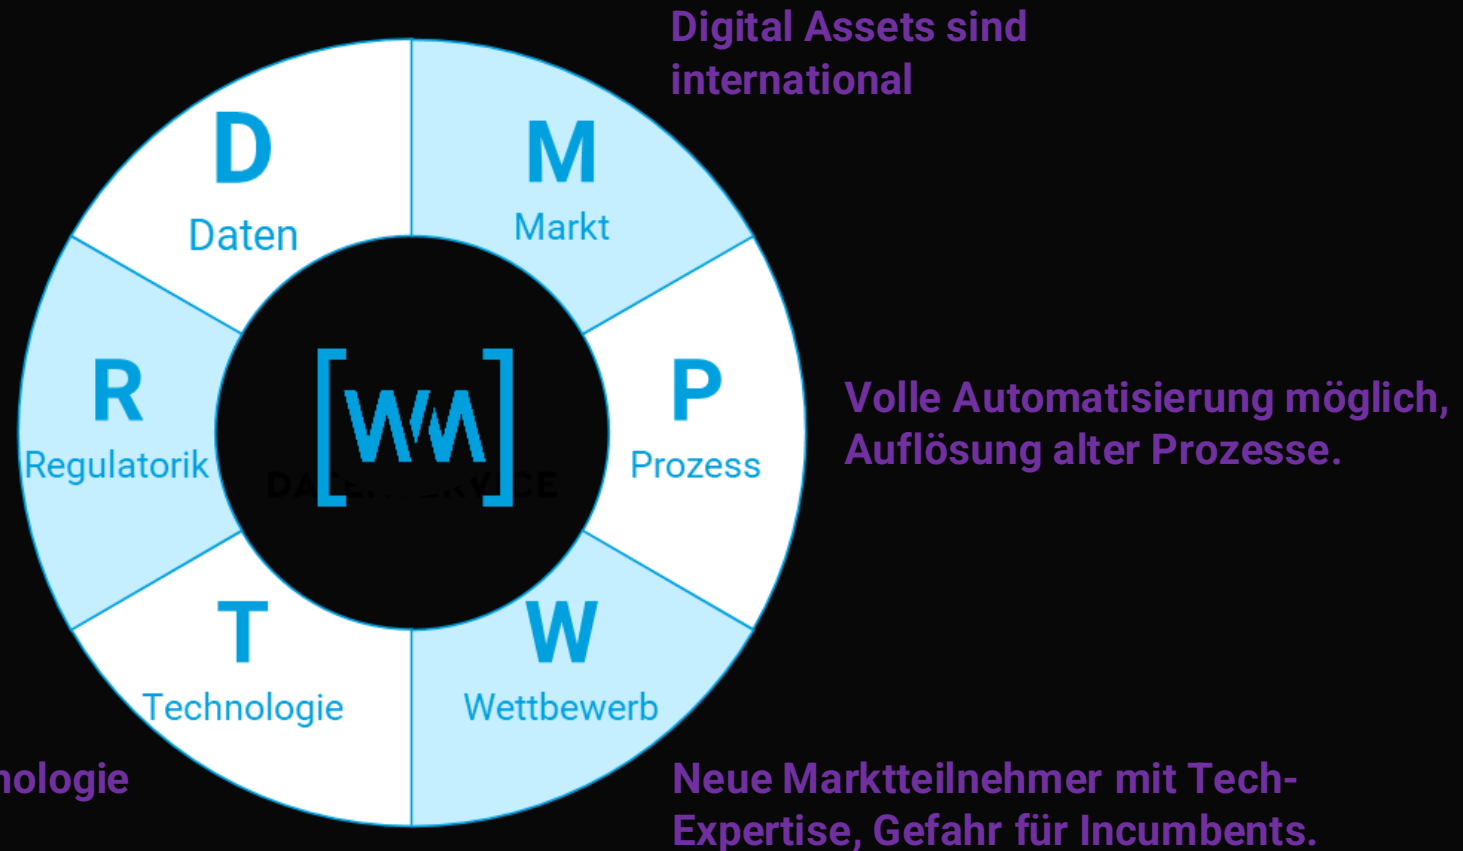 Digital Assets sind
international
D
Daten
M
Markt
R
Regulatorik
WM
P
Prozess
Volle Automatisierung möglich,
Auflösung alter Prozesse.
T
Technologie
W
Wettbewerb
nologie
Neue Marktteilnehmer mit Tech-
Expertise, Gefahr für Incumbents.